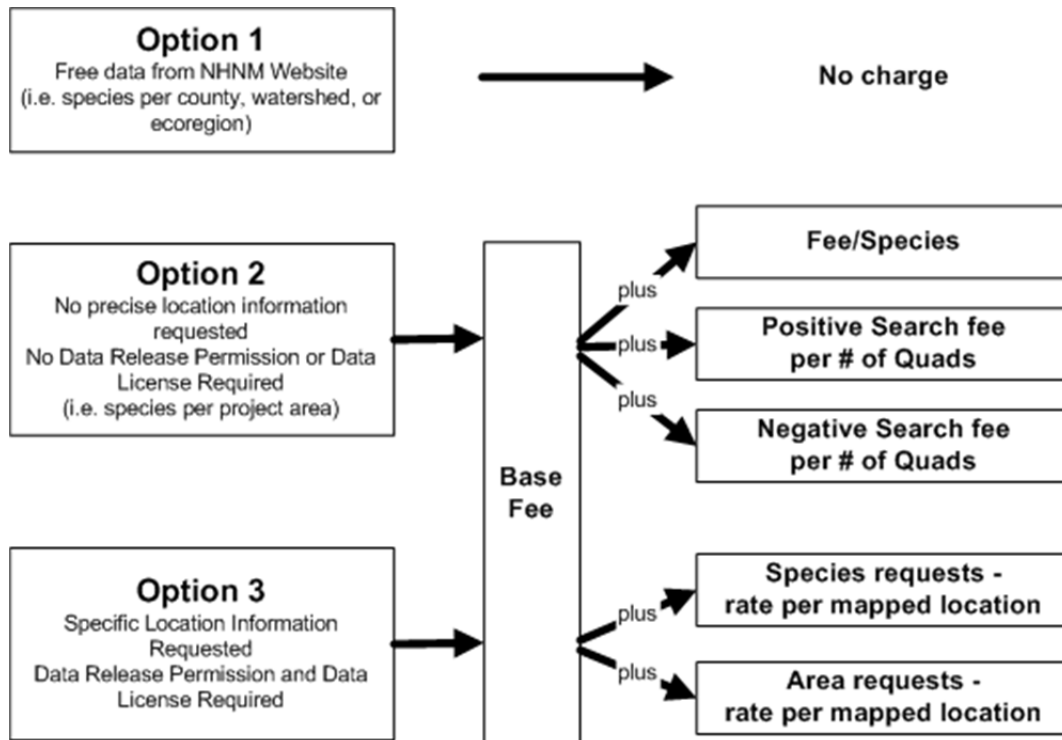 Option 1
Free data from NHNM Website
(i.e. species per county, watershed, or
ecoregion)
No charge
Option 2
No precise location information
requested
No Data Release Permission or Data
License Required
(i.e. species per project area)
Base
Fee
plus
Fee/Species
plus
Positive Search fee
per # of Quads
plus
Negative Search fee
per # of Quads
Option 3
Specific Location Information
Requested
Data Release Permission and Data
License Required
plus
Species requests -
rate per mapped location
plus
Area requests -
rate per mapped location